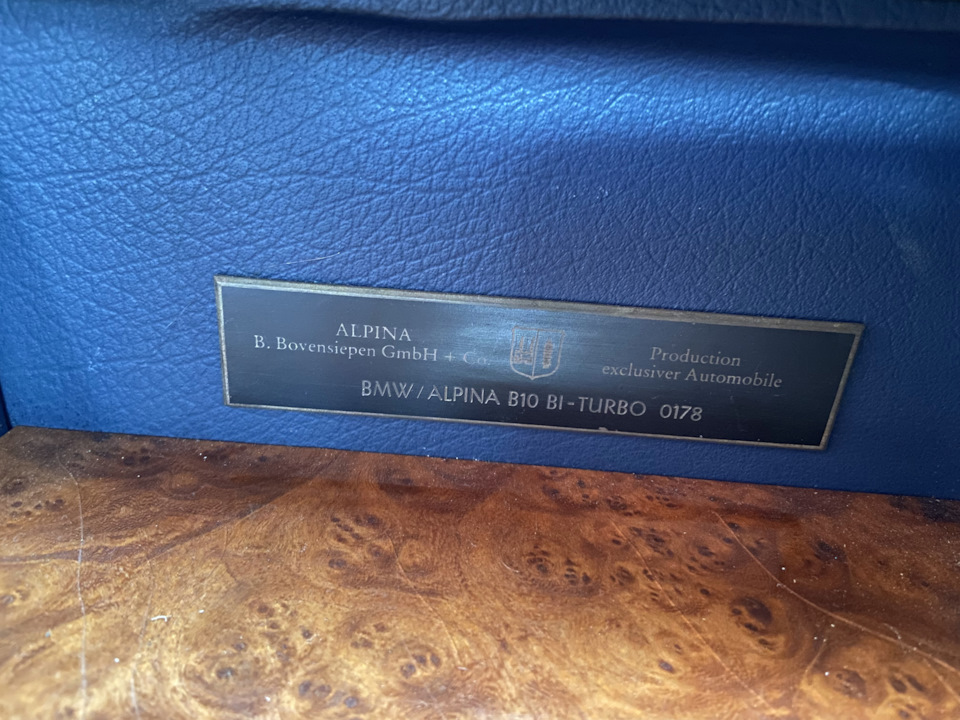 ALPINA
B. Bovensiepen GmbH + Co.
Production
exclusiver Automobile
BMW / ALPINA B10 BI-TURBO 0178